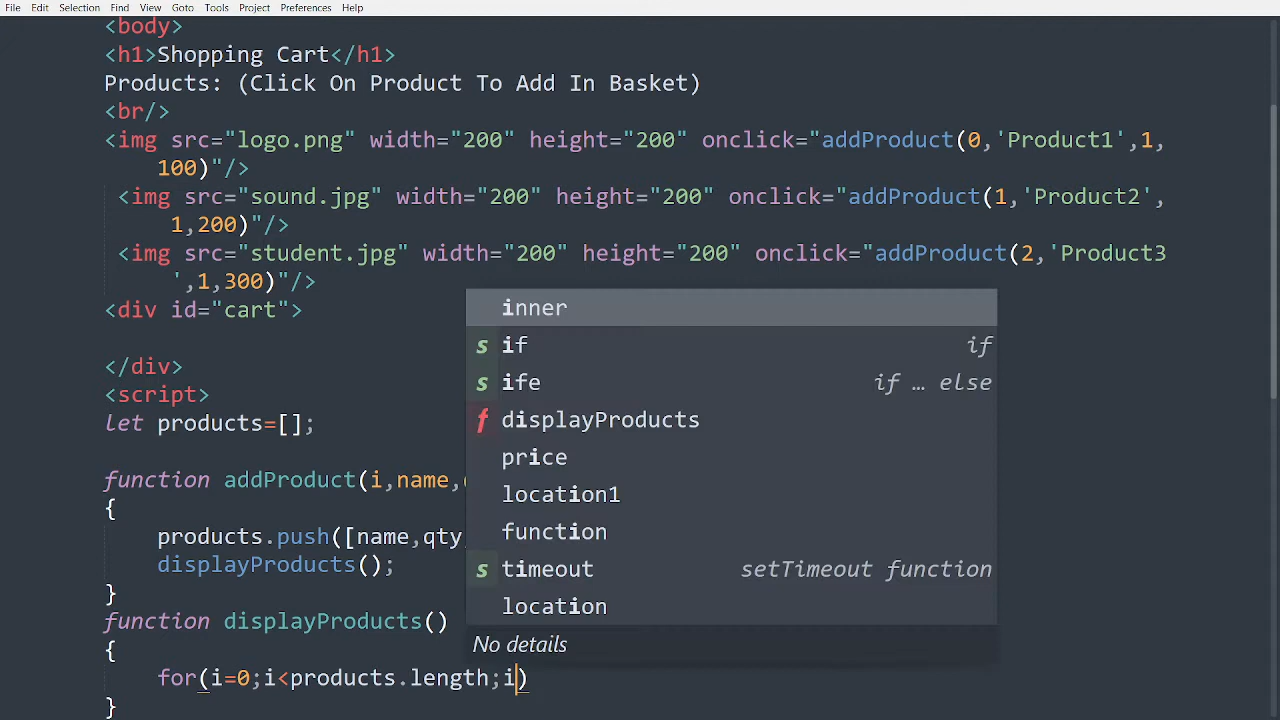 File Edit Selection Find View Goto Tools Project Preferences Help
<body>
<h1>Shopping Cart</h1>
Products: (Click On Product To Add In Basket)
<br/>
<img src="logo.png" width="200" height="200" onclick="addProduct(0,'Product1',1,
100)"/>
<img src="sound.jpg" width="200" height="200" onclick="addProduct(1,'Product2',
1,200)"/>
<img src="student.jpg" width="200" height="200" onclick="addProduct(2,'Product3
',1,300)"/>
<div id="cart">
inner
s if if
</div>
s ife if … else
<script>
let products=[];
f displayProducts
price
function addProduct(i,name,
location1
{
function
products.push([name,qty
displayProducts();
s timeout setTimeout function
}
location
function displayProducts()
{
No details
for(i=0;i<products.length;i)
}